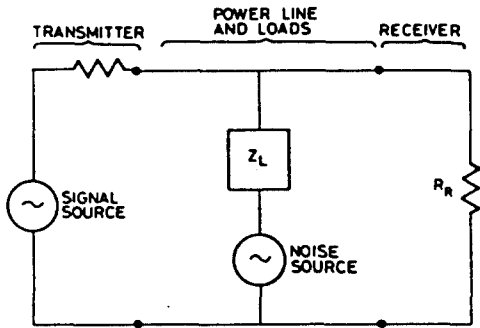 POWER LINE
TRANSMITTER AND LOADS RECEIVER
Z_L
R_R
SIGNAL
SOURCE
NOISE
SOURCE